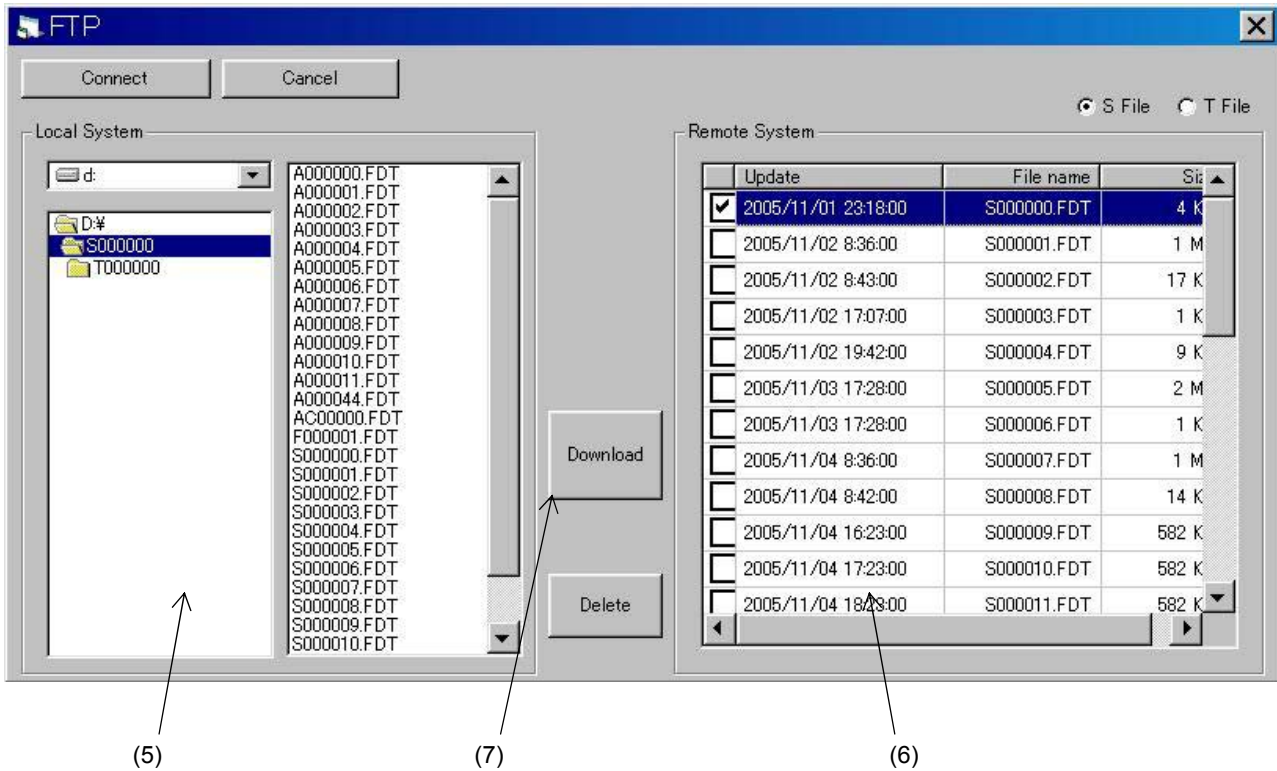 FTP
Connect Cancel
S File T File
Local System
d:
D:¥
S000000
T000000
A000000.FDT
A000001.FDT
A000002.FDT
A000003.FDT
A000004.FDT
A000005.FDT
A000006.FDT
A000007.FDT
A000008.FDT
A000009.FDT
A000010.FDT
A000011.FDT
A000044.FDT
AC00000.FDT
F000001.FDT
S000000.FDT
S000001.FDT
S000002.FDT
S000003.FDT
S000004.FDT
S000005.FDT
S000006.FDT
S000007.FDT
S000008.FDT
S000009.FDT
S000010.FDT
Download
Delete
Remote System
Update File name Siz
2005/11/01 23:18:00 S000000.FDT 4 K
2005/11/02 8:36:00 S000001.FDT 1 M
2005/11/02 8:43:00 S000002.FDT 17 K
2005/11/02 17:07:00 S000003.FDT 1 K
2005/11/02 19:42:00 S000004.FDT 9 K
2005/11/03 17:28:00 S000005.FDT 2 M
2005/11/03 17:28:00 S000006.FDT 1 K
2005/11/04 8:36:00 S000007.FDT 1 M
2005/11/04 8:42:00 S000008.FDT 14 K
2005/11/04 16:23:00 S000009.FDT 582 K
2005/11/04 17:23:00 S000010.FDT 582 K
2005/11/04 18:23:00 S000011.FDT 582 K
(5) (7) (6)